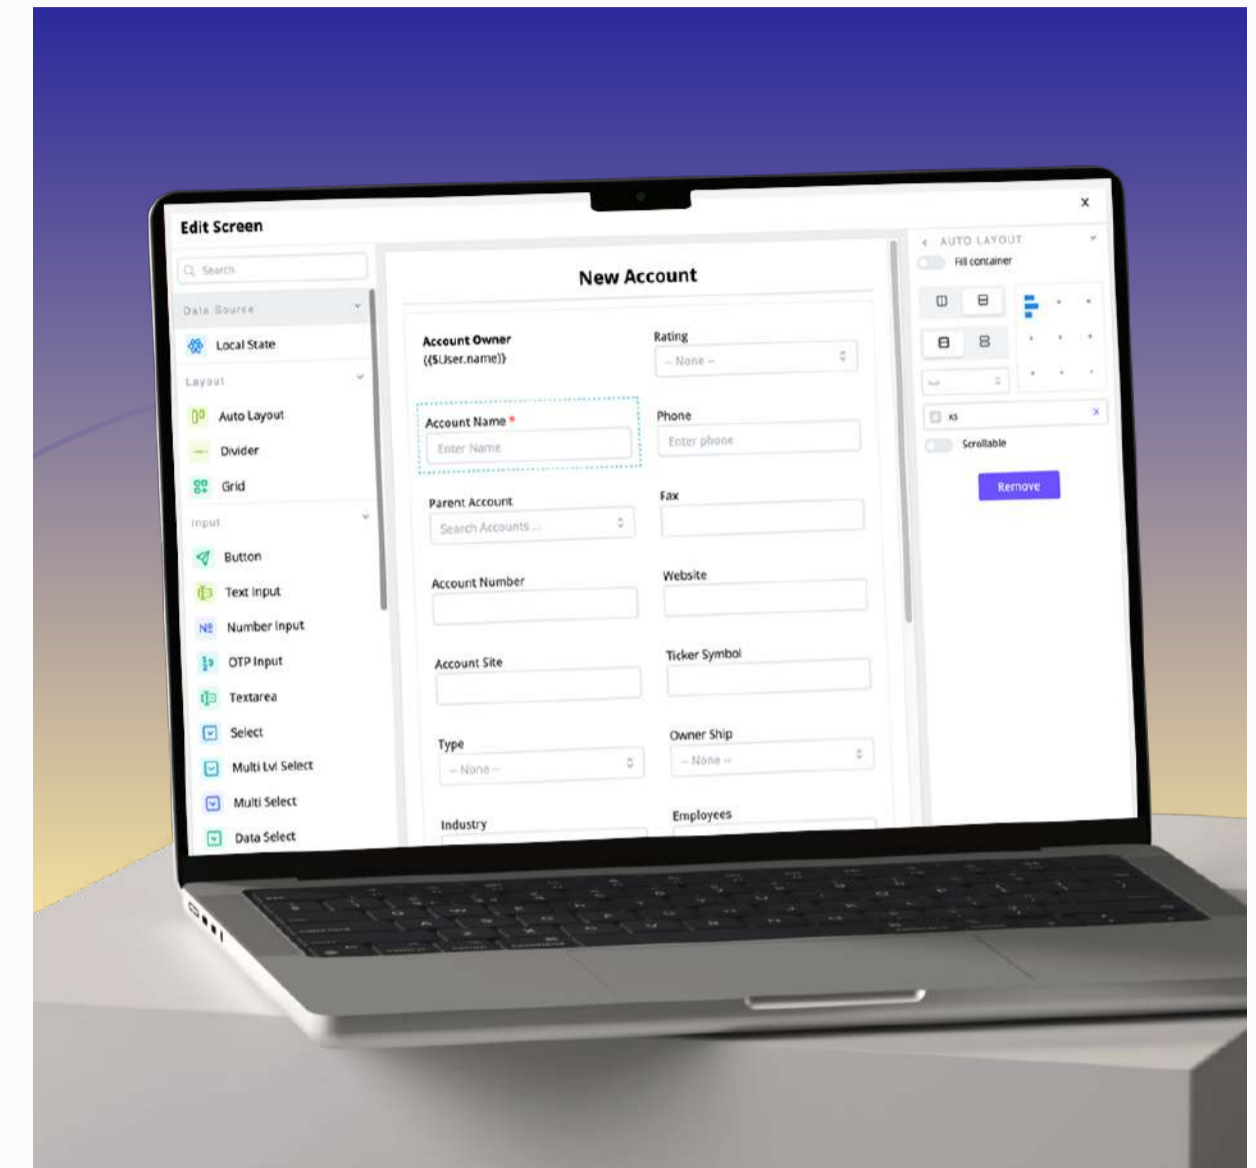 Edit Screen
x
Search
Data Source
Local State
Layout
Auto Layout
Divider
Grid
Input
Button
Text Input
Nº Number Input
OTP Input
Textarea
Select
Multi Lvl Select
Multi Select
Data Select
New Account
Account Owner
{{$User.name}}
Rating
-- None --
Account Name *
Enter Name
Phone
Enter phone
Parent Account
Search Accounts ...
Fax
Account Number
Website
Account Site
Ticker Symbol
Type
-- None --
Owner Ship
-- None --
Industry
Employees
AUTO LAYOUT
Fill container
xs
x
Scrollable
Remove